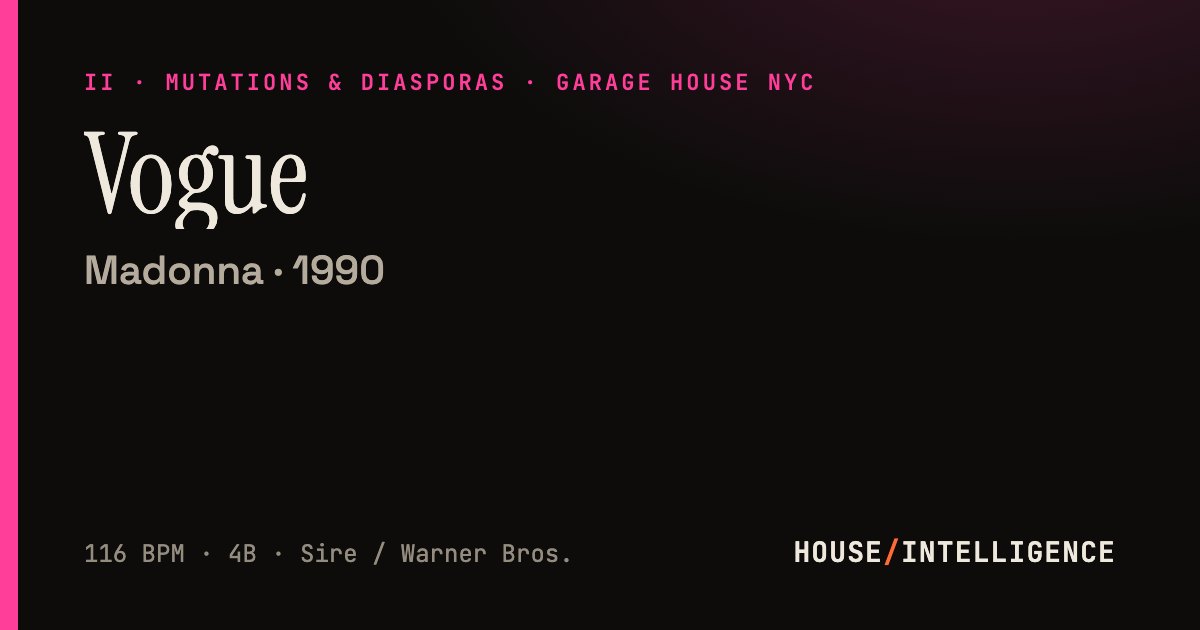 II · MUTATIONS & DIASPORAS · GARAGE HOUSE NYC
Vogue
Madonna · 1990
116 BPM · 4B · Sire / Warner Bros.
HOUSE/INTELLIGENCE